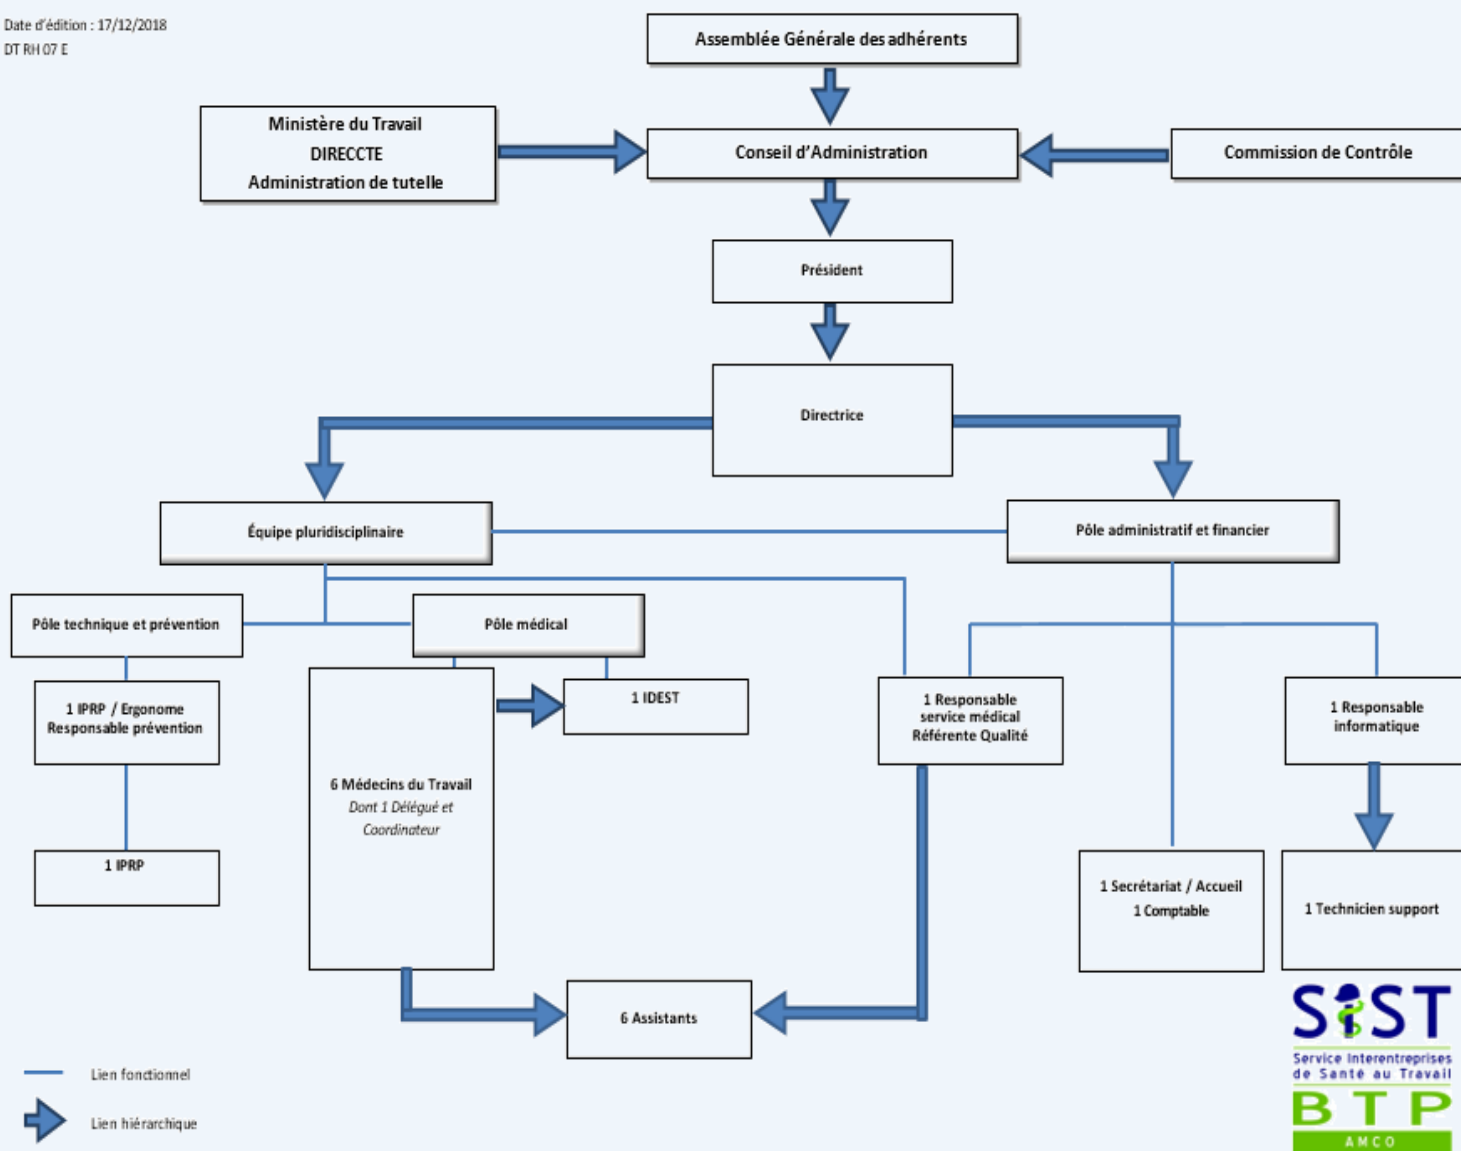 Date d'édition : 17/12/2018
DT RH 07 E
Assemblée Générale des adhérents
Ministère du Travail
DIRECCTE
Administration de tutelle
Conseil d'Administration
Commission de Contrôle
Président
Directrice
Équipe pluridisciplinaire
Pôle administratif et financier
Pôle technique et prévention
Pôle médical
1 IPRP / Ergonome
Responsable prévention
1 IDEST
1 Responsable
service médical
Référente Qualité
1 Responsable
informatique
6 Médecins du Travail
Dont 1 Délégué et
Coordinateur
1 IPRP
1 Secrétariat / Accueil
1 Comptable
1 Technicien support
6 Assistants
Lien fonctionnel
Lien hiérarchique
SiST
Service Interentreprises
de Santé au Travail
BTP
AMCO